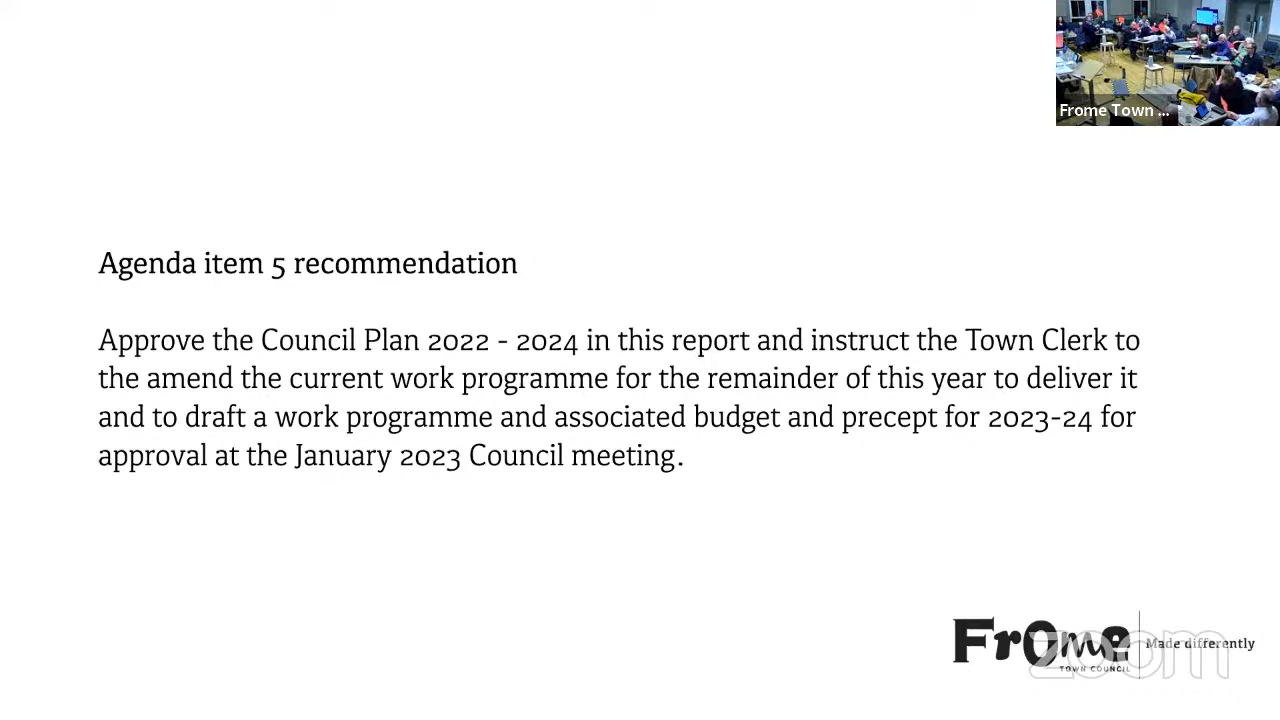 Frome Town ...
Agenda item 5 recommendation
Approve the Council Plan 2022 - 2024 in this report and instruct the Town Clerk to
the amend the current work programme for the remainder of this year to deliver it
and to draft a work programme and associated budget and precept for 2023-24 for
approval at the January 2023 Council meeting.
Frome
TOWN COUNCIL
Made differently
zoom